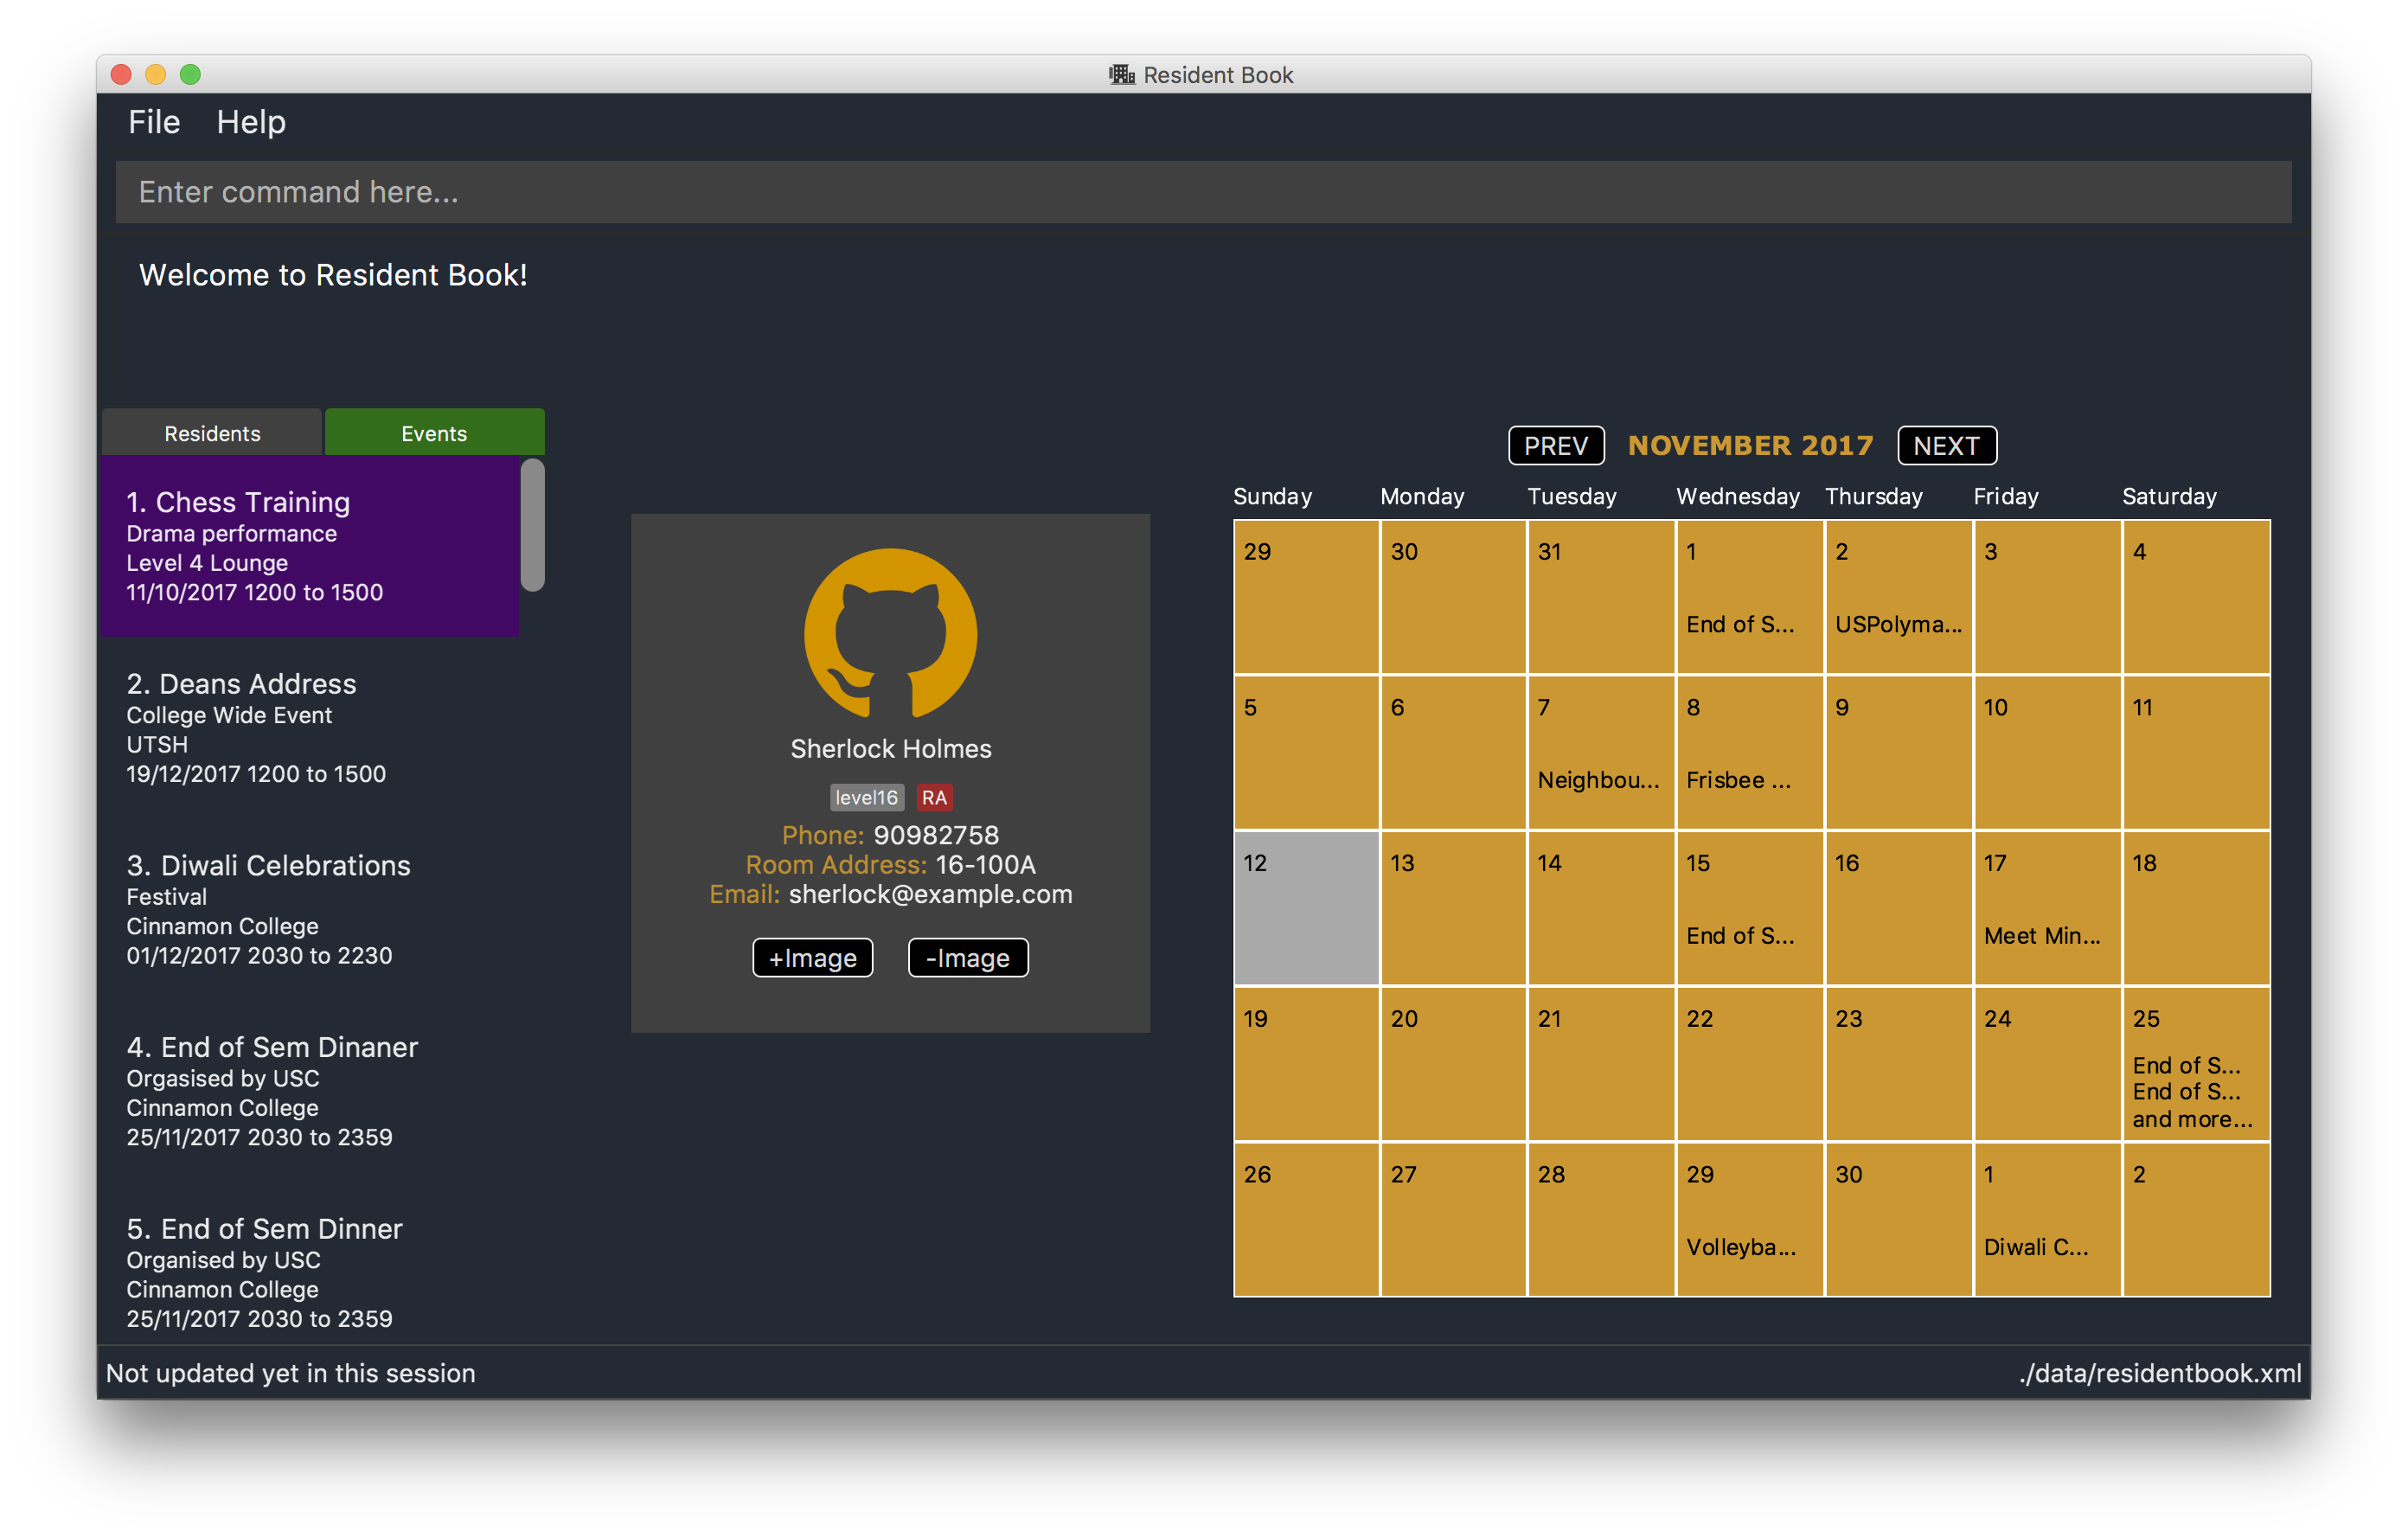 Resident Book
File Help
Enter command here...
Welcome to Resident Book!
Residents Events
1. Chess Training
Drama performance
Level 4 Lounge
11/10/2017 1200 to 1500
2. Deans Address
College Wide Event
UTSH
19/12/2017 1200 to 1500
3. Diwali Celebrations
Festival
Cinnamon College
01/12/2017 2030 to 2230
4. End of Sem Dinaner
Orgasised by USC
Cinnamon College
25/11/2017 2030 to 2359
5. End of Sem Dinner
Organised by USC
Cinnamon College
25/11/2017 2030 to 2359
Sherlock Holmes
level16 RA
Phone: 90982758
Room Address: 16-100A
Email: sherlock@example.com
+Image -Image
PREV NOVEMBER 2017 NEXT
Sunday Monday Tuesday Wednesday Thursday Friday Saturday
29 30 31 1 2 3 4
End of S... USPolyma...
5 6 7 8 9 10 11
Neighbou... Frisbee ...
12 13 14 15 16 17 18
End of S... Meet Min...
19 20 21 22 23 24 25
End of S...
End of S...
and more...
26 27 28 29 30 1 2
Volleyba... Diwali C...
Not updated yet in this session ./data/residentbook.xml